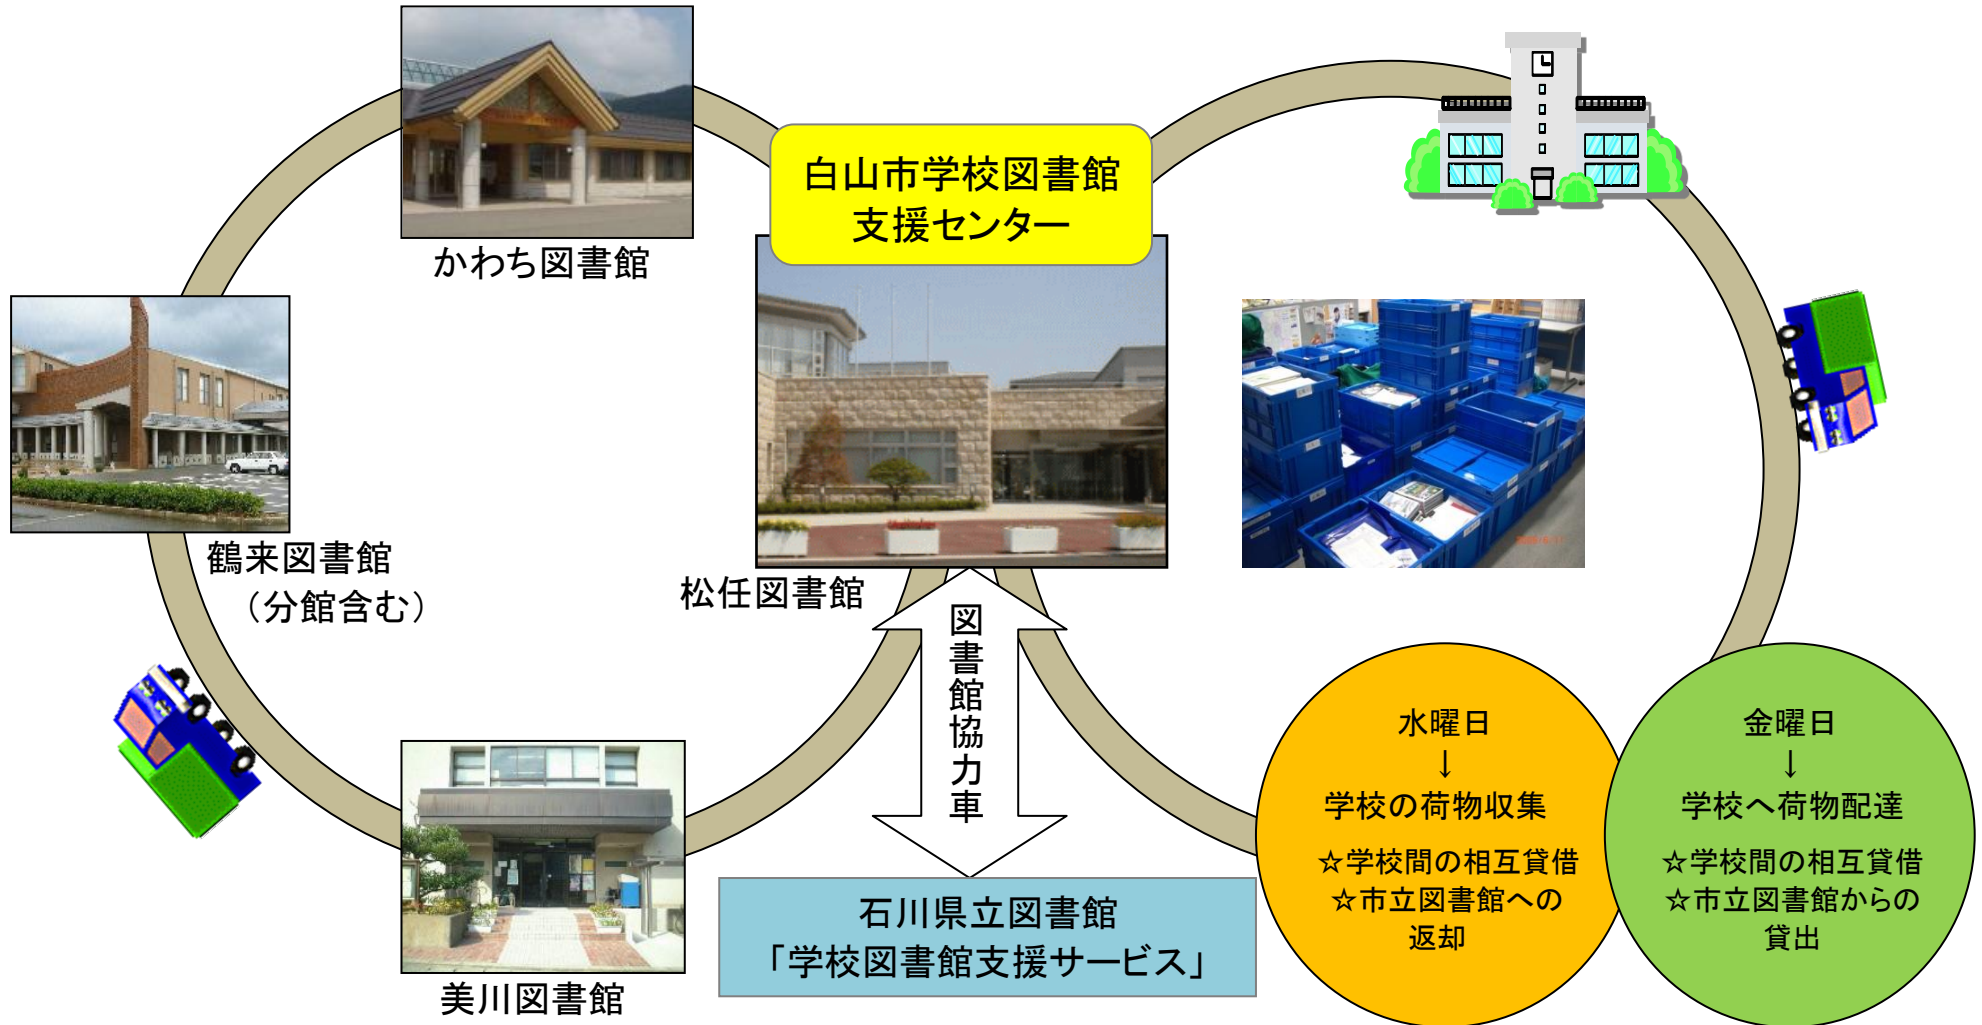 白山市学校図書館
支援センター
かわち図書館
鶴来図書館
（分館含む）
松任図書館
図書館協力車
美川図書館
石川県立図書館
「学校図書館支援サービス」
水曜日
↓
学校の荷物収集
☆学校間の相互貸借
☆市立図書館への
返却
金曜日
↓
学校へ荷物配達
☆学校間の相互貸借
☆市立図書館からの
貸出